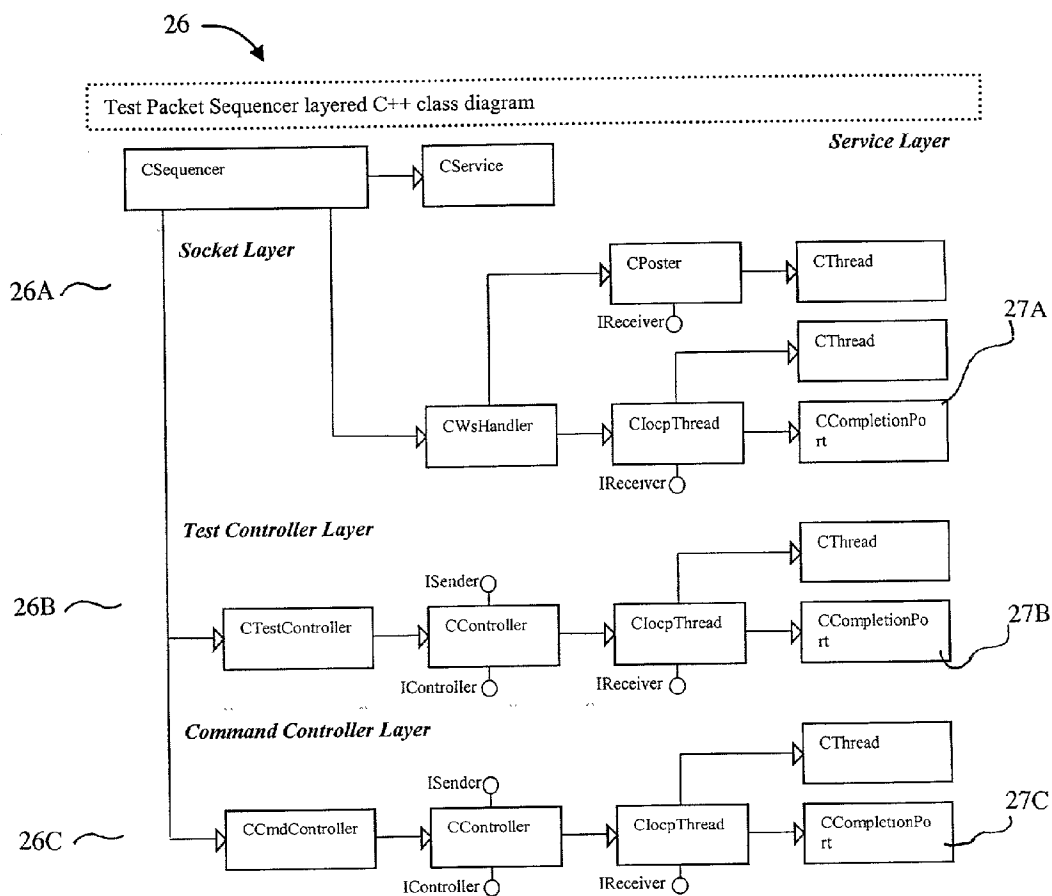 26
Test Packet Sequencer layered C++ class diagram
Service Layer
CSequencer
CService
Socket Layer
26A
CPoster
CThread
IReceiver
27A
CThread
CWsHandler
CIocpThread
CCompletionPo
rt
IReceiver
Test Controller Layer
CThread
ISender
26B
CTestController
CController
CIocpThread
CCompletionPo
rt
27B
IController
IReceiver
Command Controller Layer
CThread
ISender
26C
CCmdController
CController
CIocpThread
CCompletionPo
rt
27C
IController
IReceiver